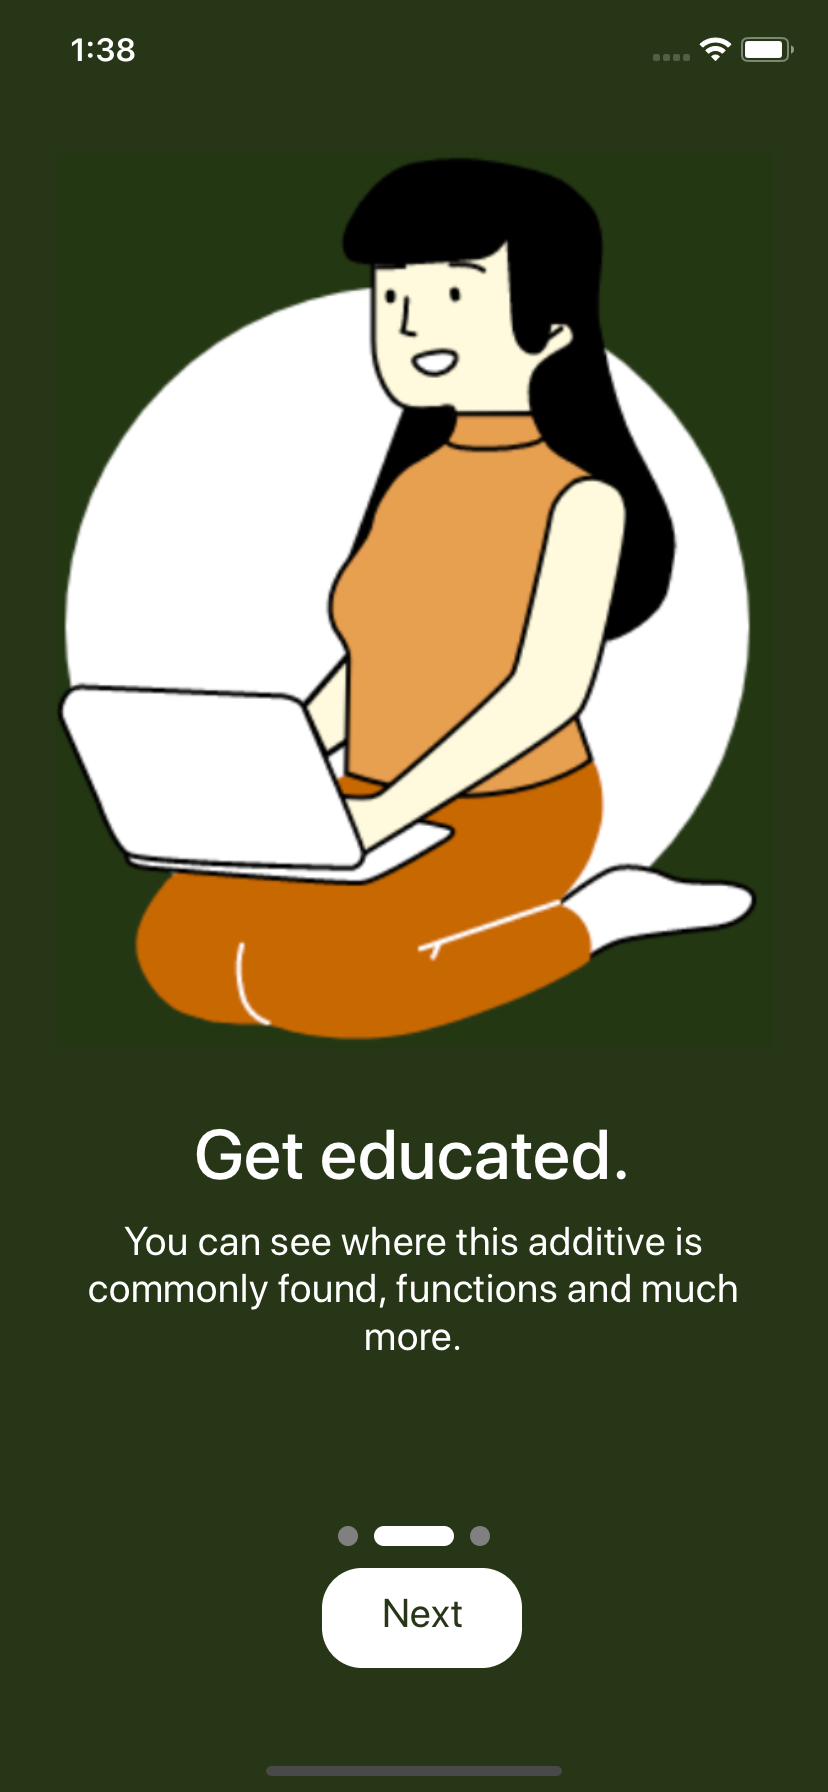 1:38
Get educated.
You can see where this additive is
commonly found, functions and much
more.
Next